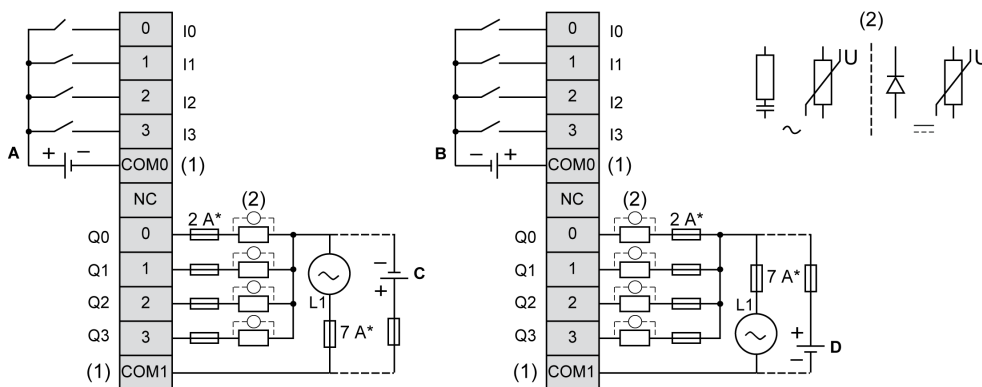 0 I0
1 I1
2 I2
3 I3
A + − COM0 (1)
NC
(2)
Q0 0 2 A*
Q1 1
Q2 2
Q3 3
− C
+
L1
7 A*
(1) COM1
0 I0
1 I1
2 I2
3 I3
B − + COM0 (1)
NC
(2)
Q0 0 2 A*
Q1 1
Q2 2
Q3 3
7 A*
L1
+ D
−
(1) COM1
(2)
U U